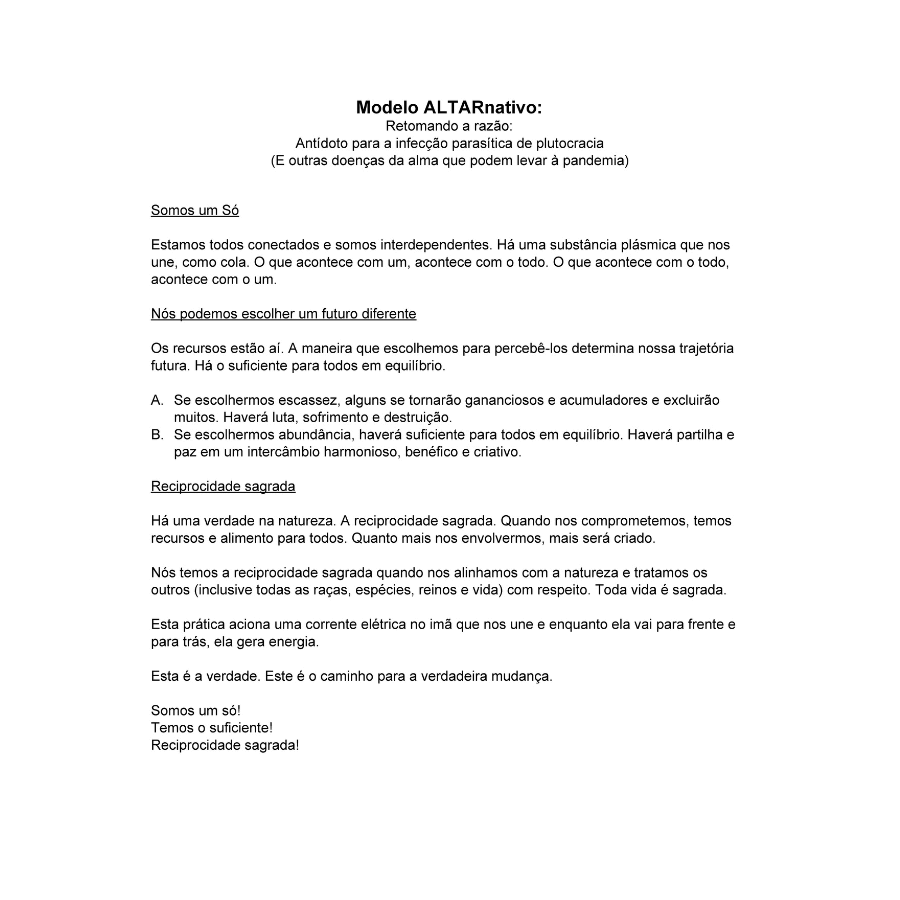 Modelo ALTARnativo:
Retomando a razão:
Antídoto para a infecção parasítica de plutocracia
(E outras doenças da alma que podem levar à pandemia)
Somos um Só
Estamos todos conectados e somos interdependentes. Há uma substância plásmica que nos
une, como cola. O que acontece com um, acontece com o todo. O que acontece com o todo,
acontece com o um.
Nós podemos escolher um futuro diferente
Os recursos estão aí. A maneira que escolhemos para percebê-los determina nossa trajetória
futura. Há o suficiente para todos em equilíbrio.
A. Se escolhermos escassez, alguns se tornarão gananciosos e acumuladores e excluirão
muitos. Haverá luta, sofrimento e destruição.
B. Se escolhermos abundância, haverá suficiente para todos em equilíbrio. Haverá partilha e
paz em um intercâmbio harmonioso, benéfico e criativo.
Reciprocidade sagrada
Há uma verdade na natureza. A reciprocidade sagrada. Quando nos comprometemos, temos
recursos e alimento para todos. Quanto mais nos envolvermos, mais será criado.
Nós temos a reciprocidade sagrada quando nos alinhamos com a natureza e tratamos os
outros (inclusive todas as raças, espécies, reinos e vida) com respeito. Toda vida é sagrada.
Esta prática aciona uma corrente elétrica no imã que nos une e enquanto ela vai para frente e
para trás, ela gera energia.
Esta é a verdade. Este é o caminho para a verdadeira mudança.
Somos um só!
Temos o suficiente!
Reciprocidade sagrada!